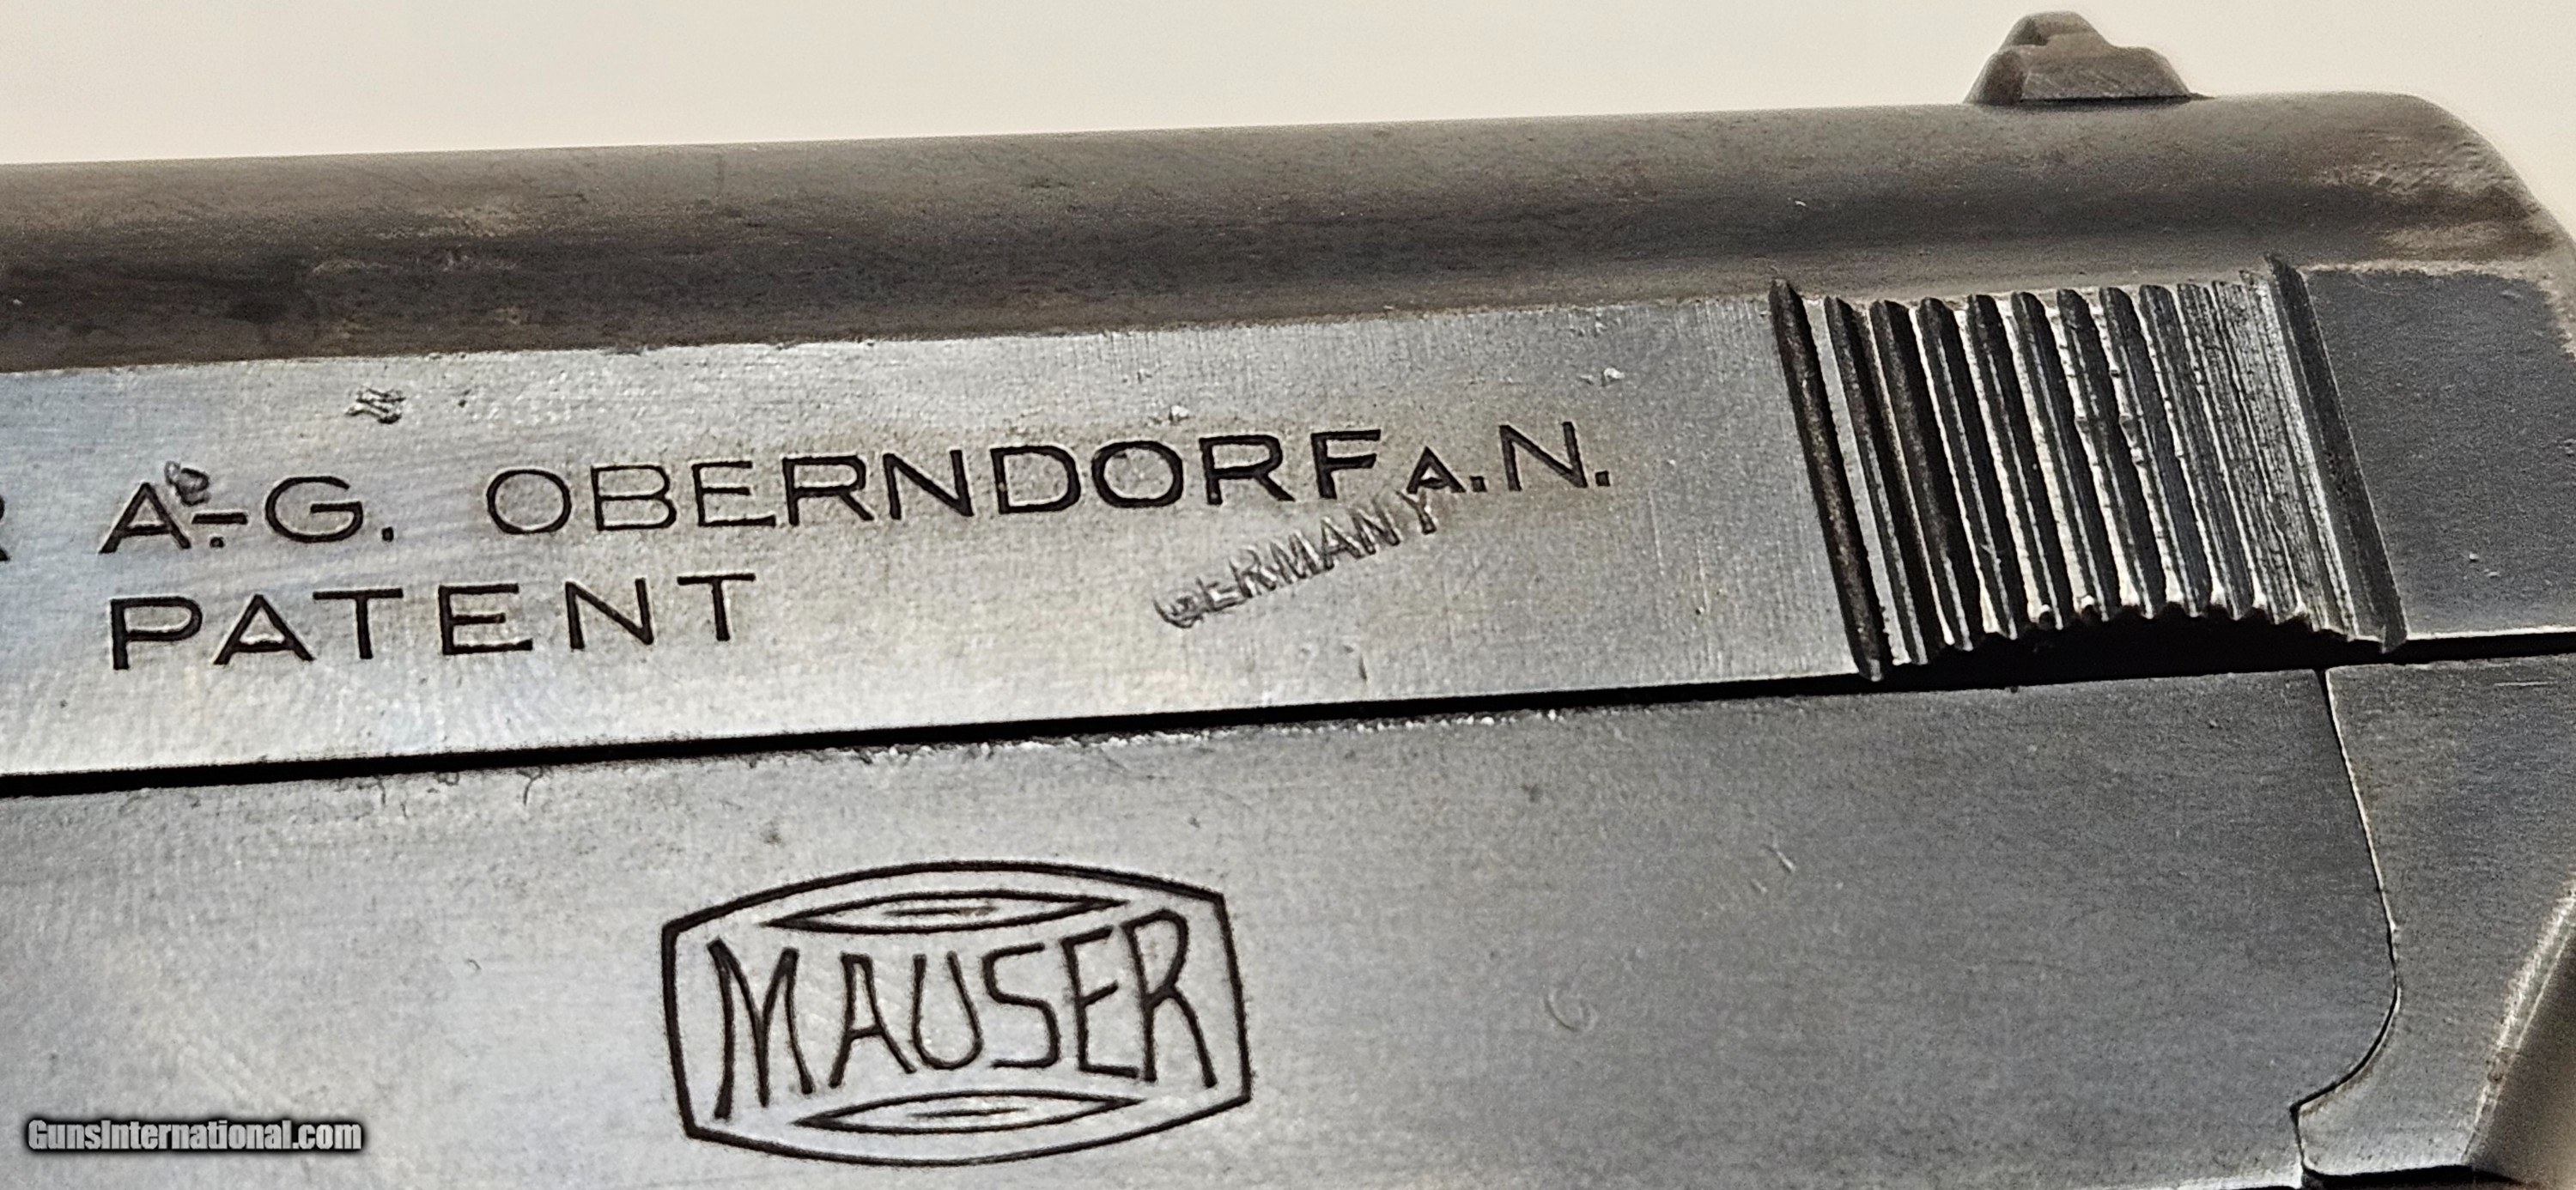 A.-G. OBERNDORF A.N.
PATENT
GERMANY
MAUSER
GunsInternational.com